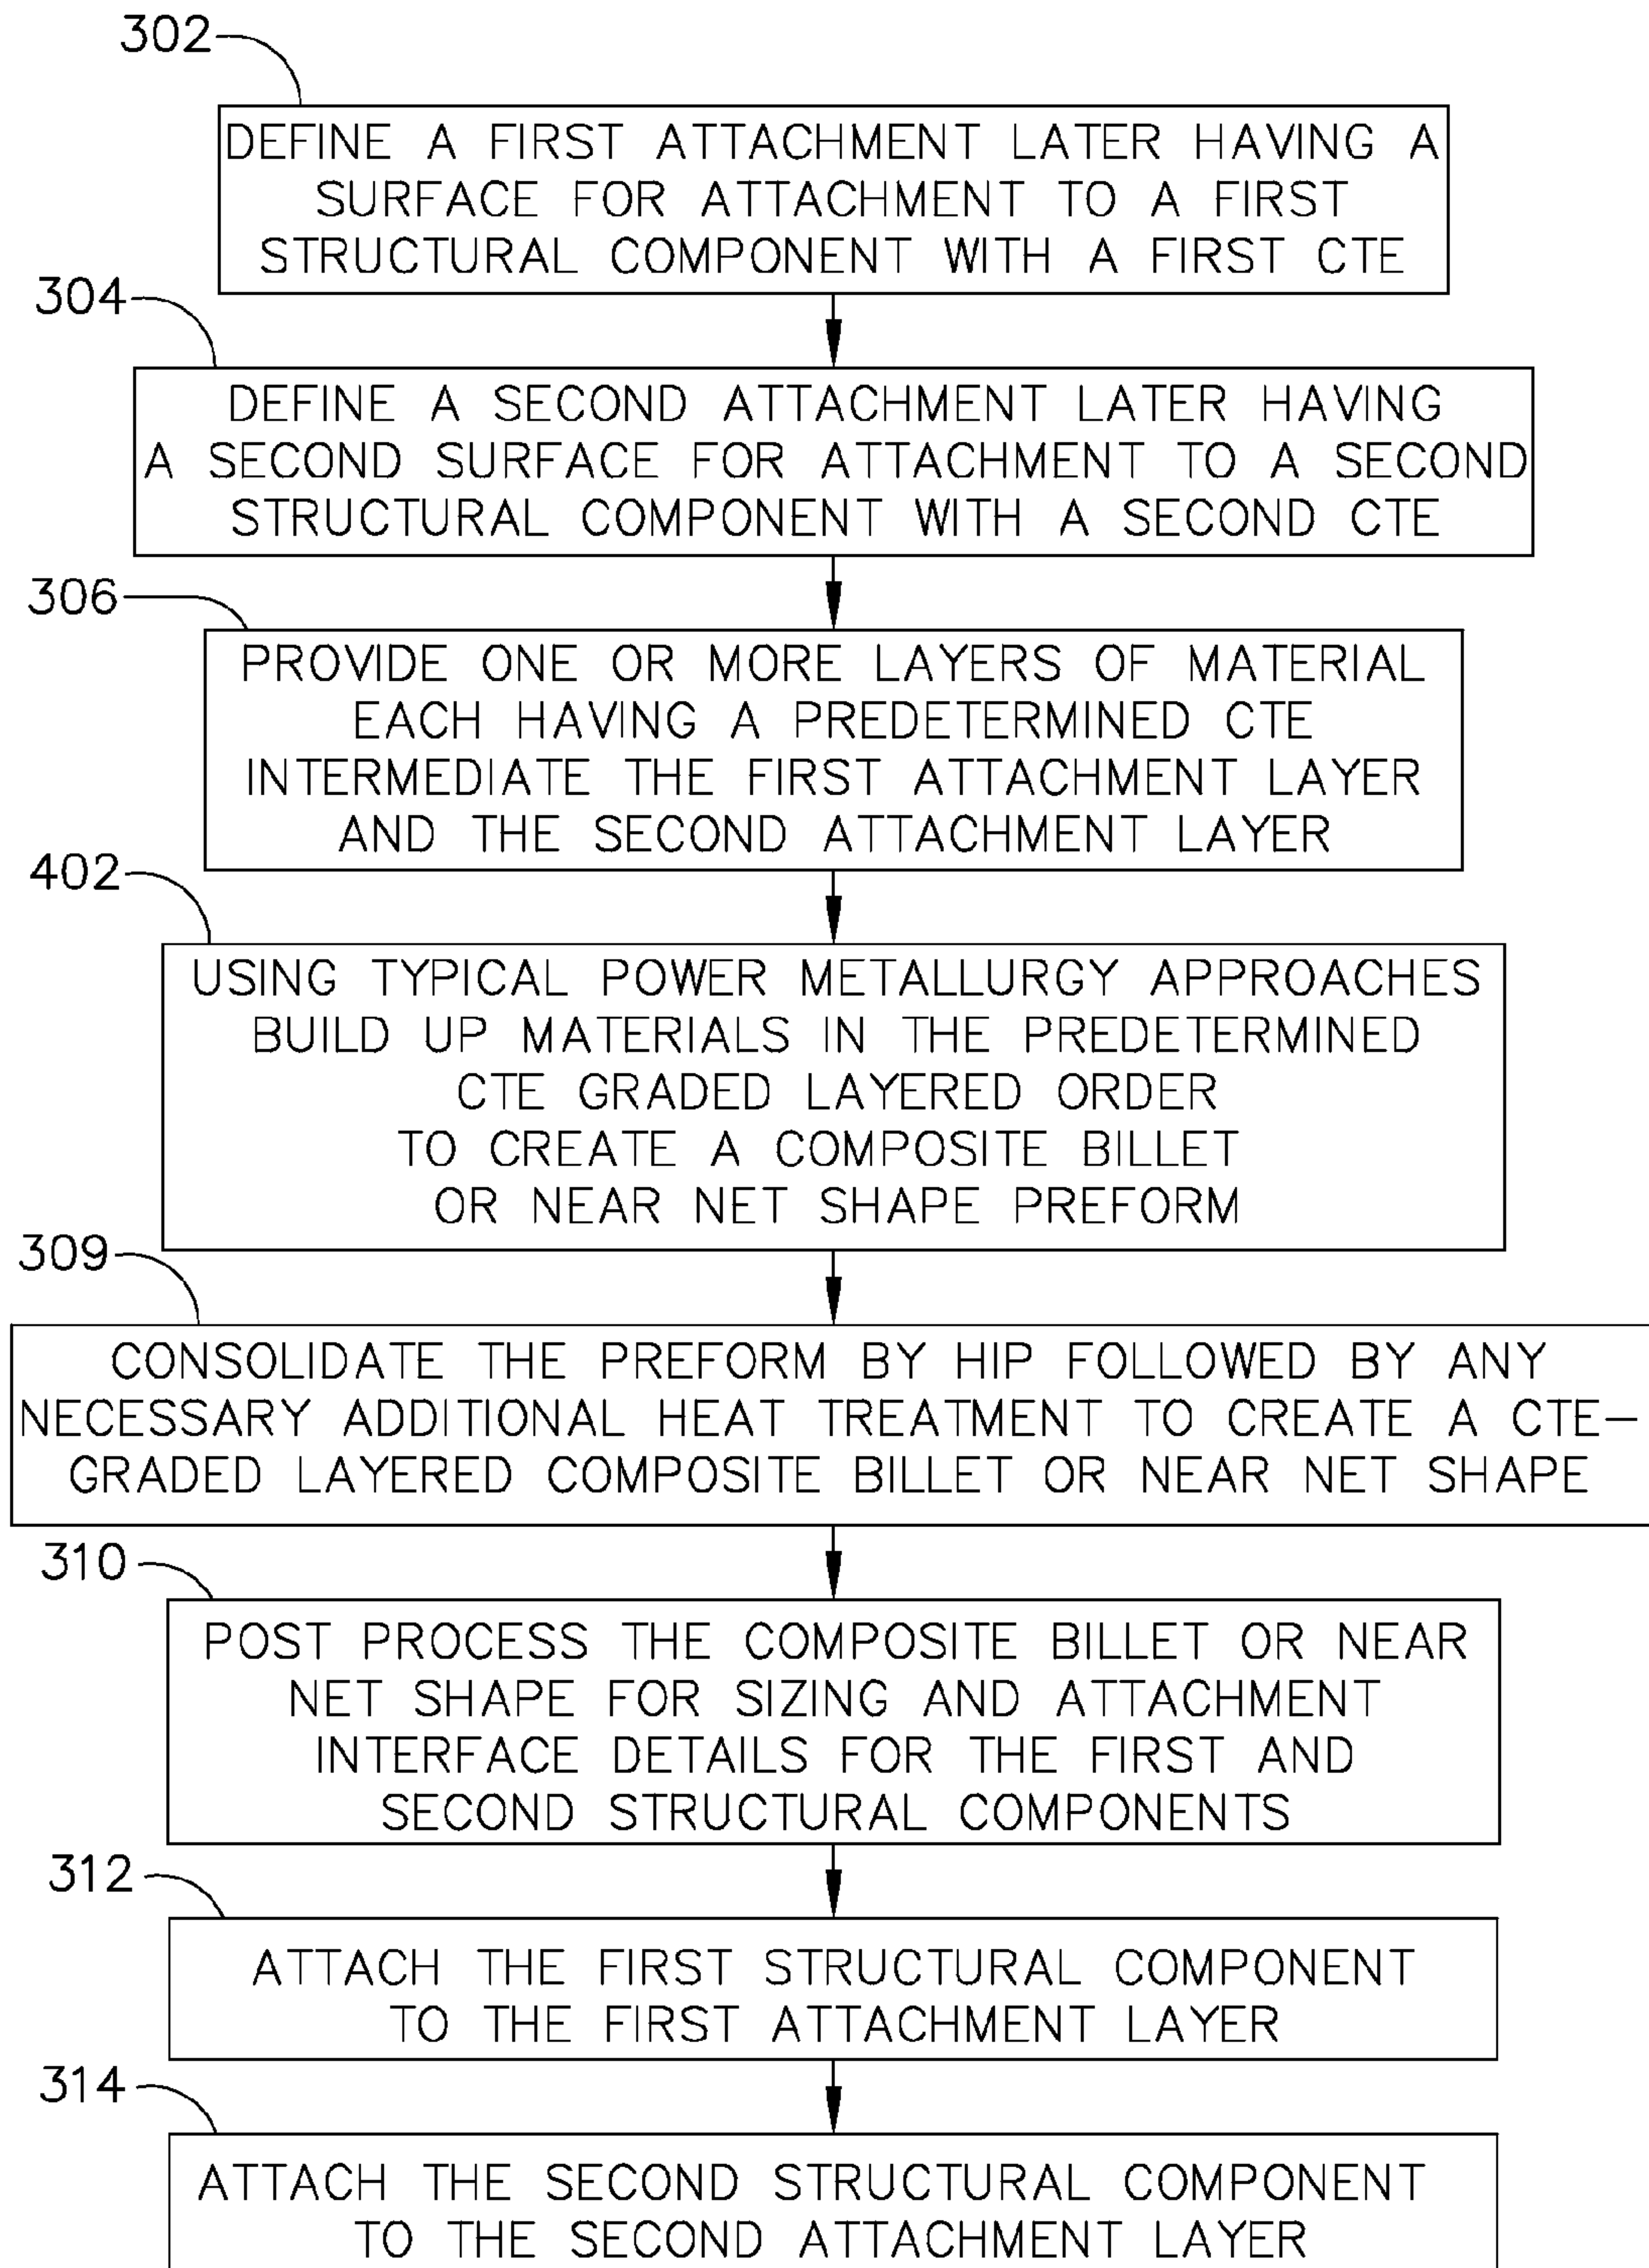 302
DEFINE A FIRST ATTACHMENT LATER HAVING A
SURFACE FOR ATTACHMENT TO A FIRST
STRUCTURAL COMPONENT WITH A FIRST CTE
304
DEFINE A SECOND ATTACHMENT LATER HAVING
A SECOND SURFACE FOR ATTACHMENT TO A SECOND
STRUCTURAL COMPONENT WITH A SECOND CTE
306
PROVIDE ONE OR MORE LAYERS OF MATERIAL
EACH HAVING A PREDETERMINED CTE
INTERMEDIATE THE FIRST ATTACHMENT LAYER
AND THE SECOND ATTACHMENT LAYER
402
USING TYPICAL POWER METALLURGY APPROACHES
BUILD UP MATERIALS IN THE PREDETERMINED
CTE GRADED LAYERED ORDER
TO CREATE A COMPOSITE BILLET
OR NEAR NET SHAPE PREFORM
309
CONSOLIDATE THE PREFORM BY HIP FOLLOWED BY ANY
NECESSARY ADDITIONAL HEAT TREATMENT TO CREATE A CTE-
GRADED LAYERED COMPOSITE BILLET OR NEAR NET SHAPE
310
POST PROCESS THE COMPOSITE BILLET OR NEAR
NET SHAPE FOR SIZING AND ATTACHMENT
INTERFACE DETAILS FOR THE FIRST AND
SECOND STRUCTURAL COMPONENTS
312
ATTACH THE FIRST STRUCTURAL COMPONENT
TO THE FIRST ATTACHMENT LAYER
314
ATTACH THE SECOND STRUCTURAL COMPONENT
TO THE SECOND ATTACHMENT LAYER